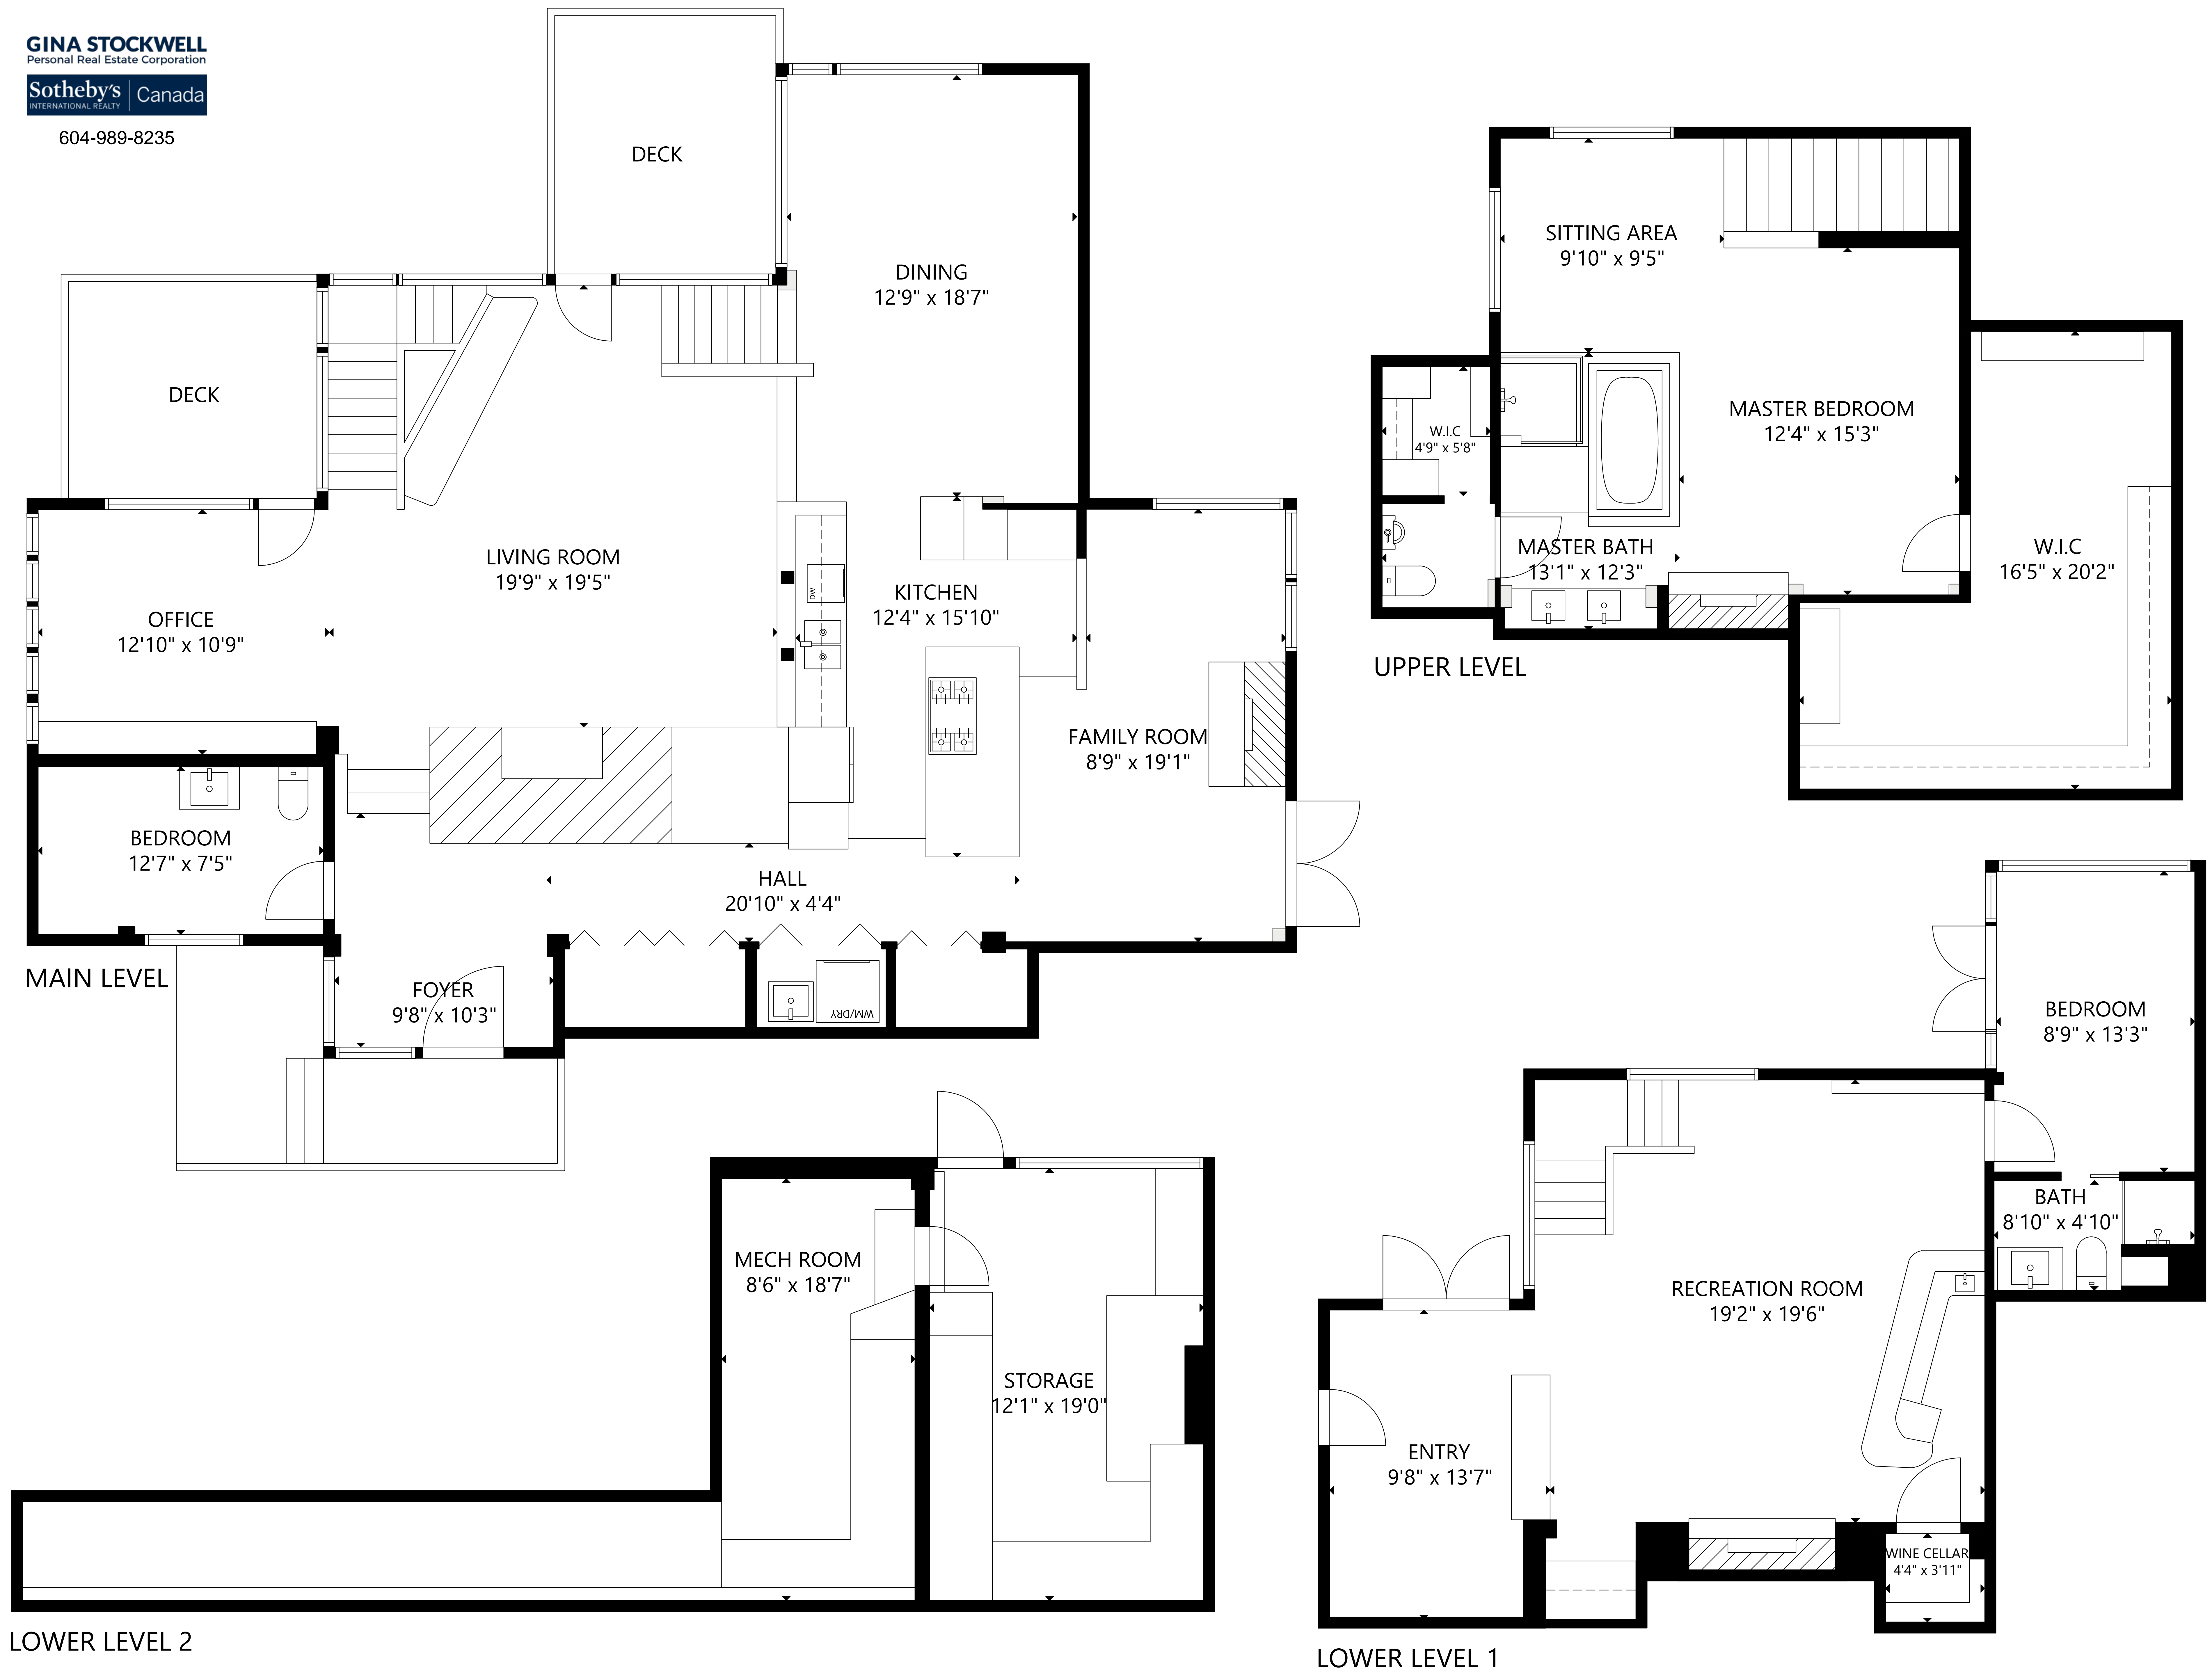 GINA STOCKWELL
Personal Real Estate Corporation
Sotheby's
INTERNATIONAL REALTY
Canada
604-989-8235
DECK
DINING
12'9" x 18'7"
DECK
LIVING ROOM
19'9" x 19'5"
OFFICE
12'10" x 10'9"
DW
KITCHEN
12'4" x 15'10"
FAMILY ROOM
8'9" x 19'1"
BEDROOM
12'7" x 7'5"
HALL
20'10" x 4'4"
FOYER
9'8" x 10'3"
WM/DRY
MAIN LEVEL
SITTING AREA
9'10" x 9'5"
MASTER BEDROOM
12'4" x 15'3"
W.I.C
4'9" x 5'8"
MASTER BATH
13'1" x 12'3"
W.I.C
16'5" x 20'2"
UPPER LEVEL
BEDROOM
8'9" x 13'3"
BATH
8'10" x 4'10"
RECREATION ROOM
19'2" x 19'6"
ENTRY
9'8" x 13'7"
WINE CELLAR
4'4" x 3'11"
LOWER LEVEL 1
MECH ROOM
8'6" x 18'7"
STORAGE
12'1" x 19'0"
LOWER LEVEL 2